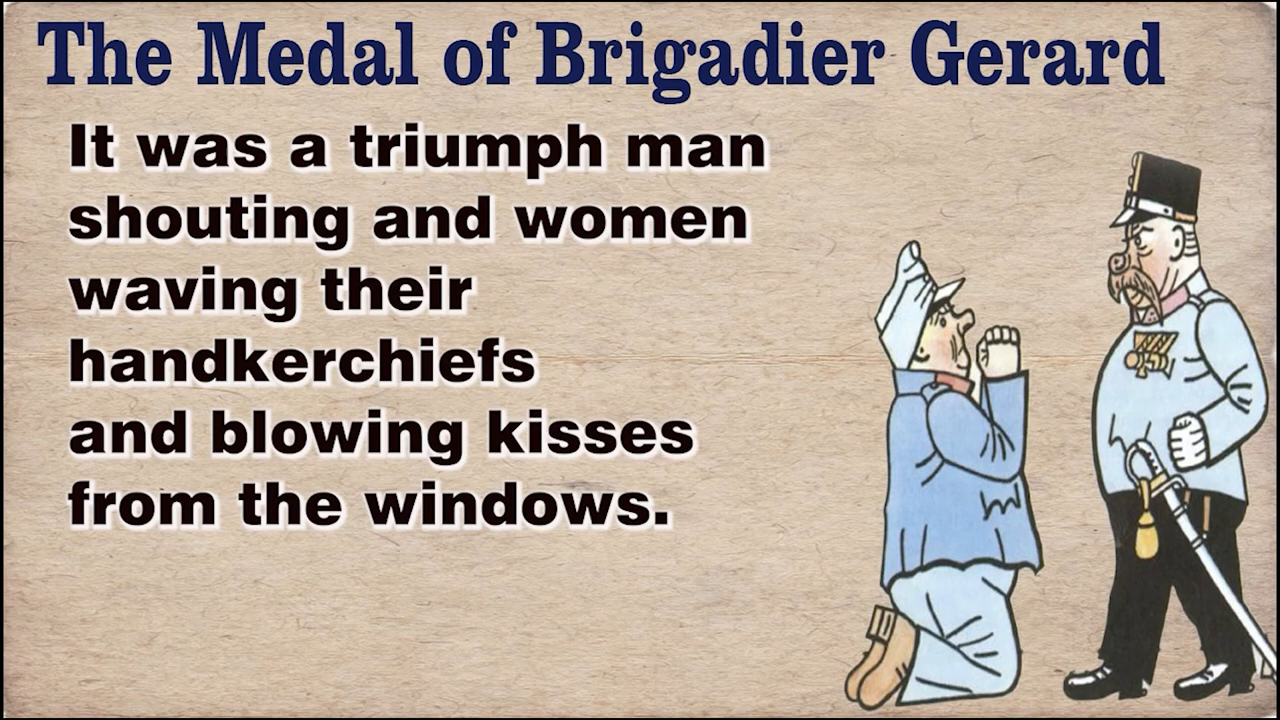 The Medal of Brigadier Gerard
It was a triumph man
shouting and women
waving their
handkerchiefs
and blowing kisses
from the windows.